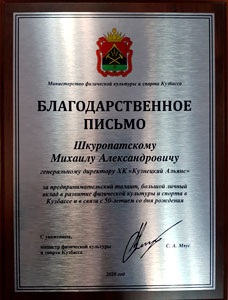 Министерство физической культуры и спорта Кузбасса
БЛАГОДАРСТВЕННОЕ
ПИСЬМО
Шкуропатскому
Михаилу Александровичу
генеральному директору ХК «Кузнецкий Альянс»
за предпринимательский талант, большой личный
вклад в развитие физической культуры и спорта в
Кузбассе и в связи с 50-летием со дня рождения
С уважением,
министр физической культуры
и спорта Кузбасса
С. А. Мяус
2020 год